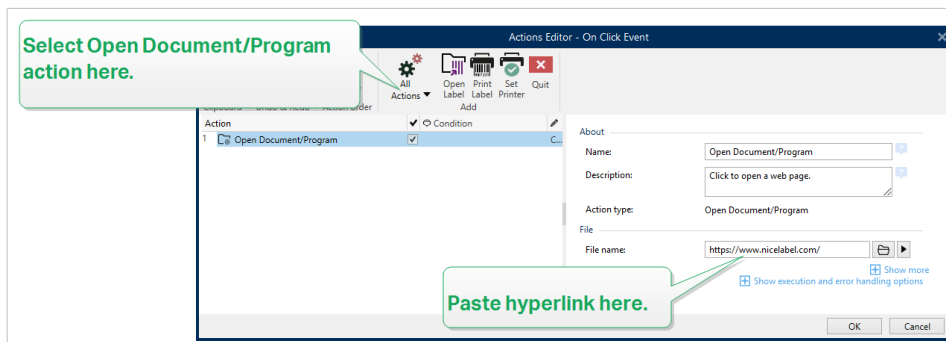 Select Open Document/Program
action here.
Actions Editor - On Click Event
All
Actions
Open
Label
Print
Label
Set
Printer
Quit
Clipboard Undo & Redo Action Order
Add
Action
Condition
1 Open Document/Program
C...
About
Name:
Open Document/Program
Description:
Click to open a web page.
Action type:
Open Document/Program
File
File name:
https://www.nicelabel.com/
Show more
Show execution and error handling options
Paste hyperlink here.
OK
Cancel